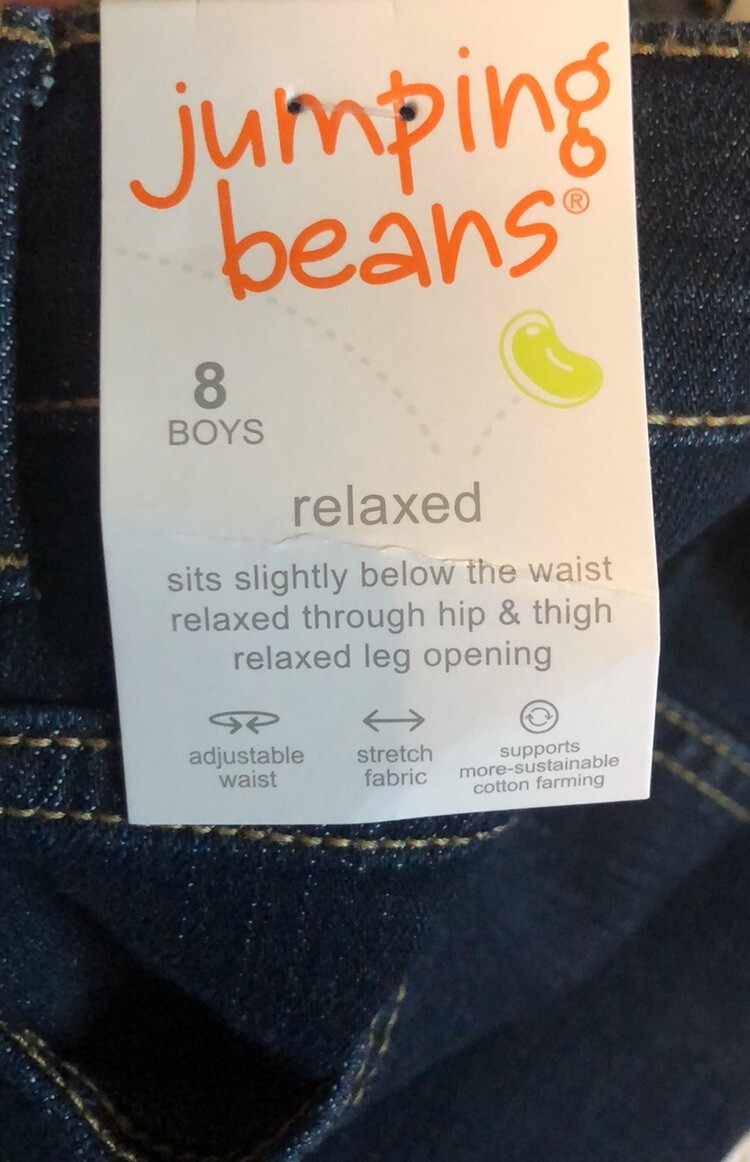 jumping
beans®
8
BOYS
relaxed
sits slightly below the waist
relaxed through hip & thigh
relaxed leg opening
adjustable
waist
stretch
fabric
supports
more-sustainable
cotton farming